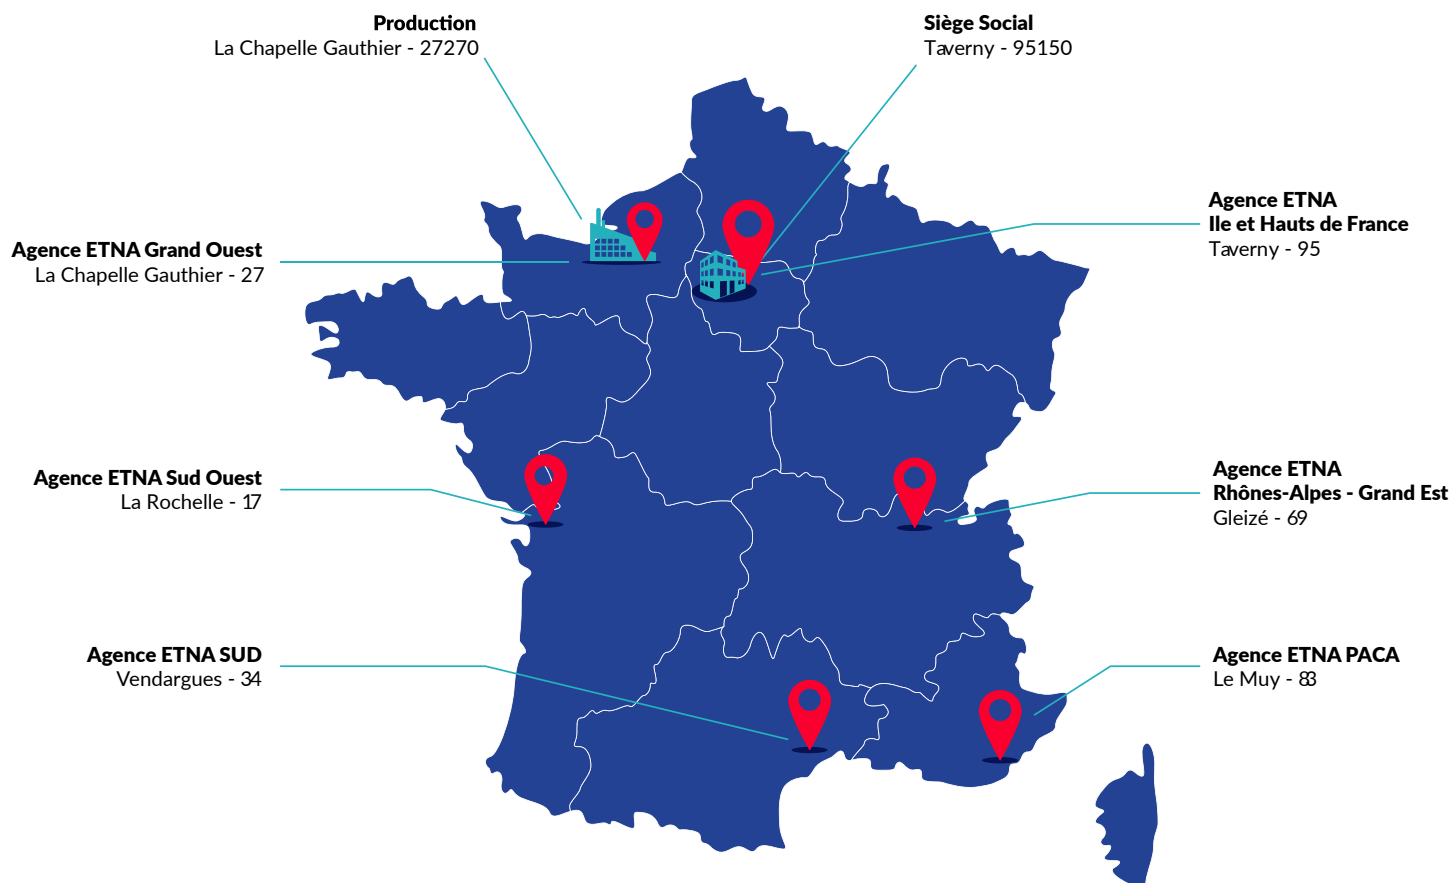 Production
La Chapelle Gauthier - 27270
Siège Social
Taverny - 95150
Agence ETNA
Ile et Hauts de France
Taverny - 95
Agence ETNA Grand Ouest
La Chapelle Gauthier - 27
Agence ETNA Sud Ouest
La Rochelle - 17
Agence ETNA
Rhônes-Alpes - Grand Est
Gleizé - 69
Agence ETNA SUD
Vendargues - 34
Agence ETNA PACA
Le Muy - 83